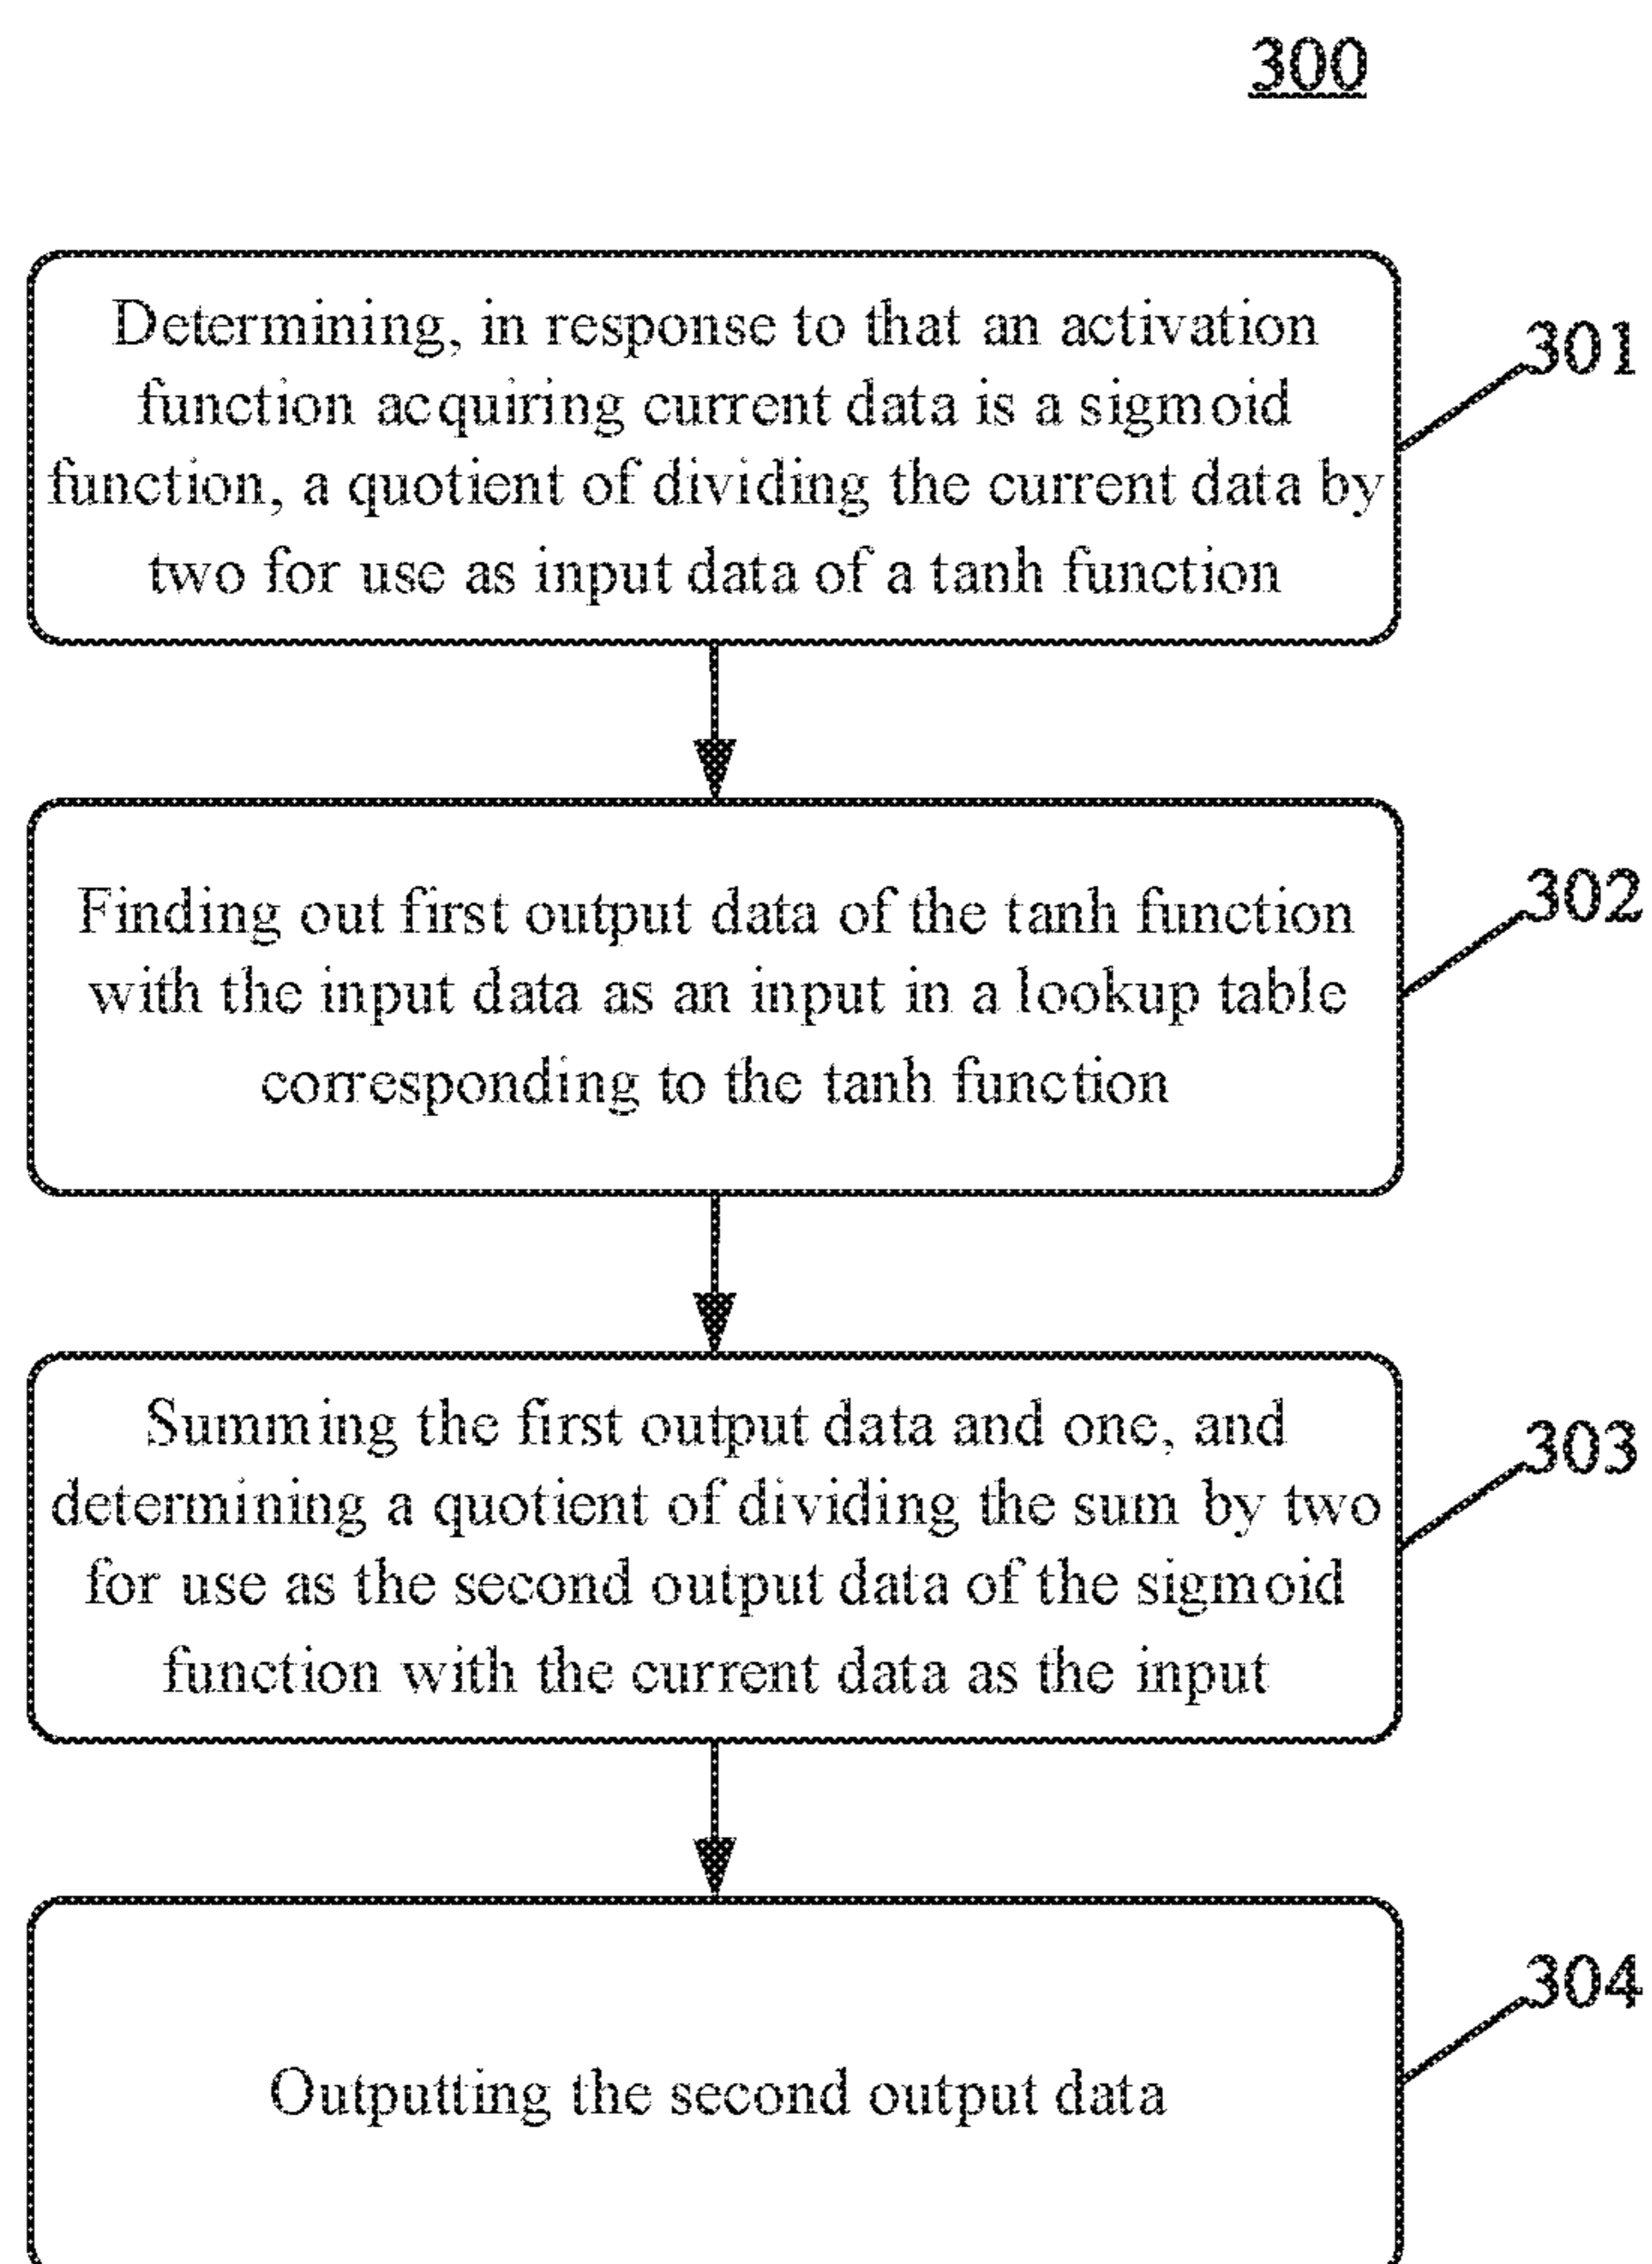 300
Determining, in response to that an activation
function acquiring current data is a sigmoid
function, a quotient of dividing the current data by
two for use as input data of a tanh function
301
Finding out first output data of the tanh function
with the input data as an input in a lookup table
corresponding to the tanh function
302
Summing the first output data and one, and
determining a quotient of dividing the sum by two
for use as the second output data of the sigmoid
function with the current data as the input
303
Outputting the second output data
304